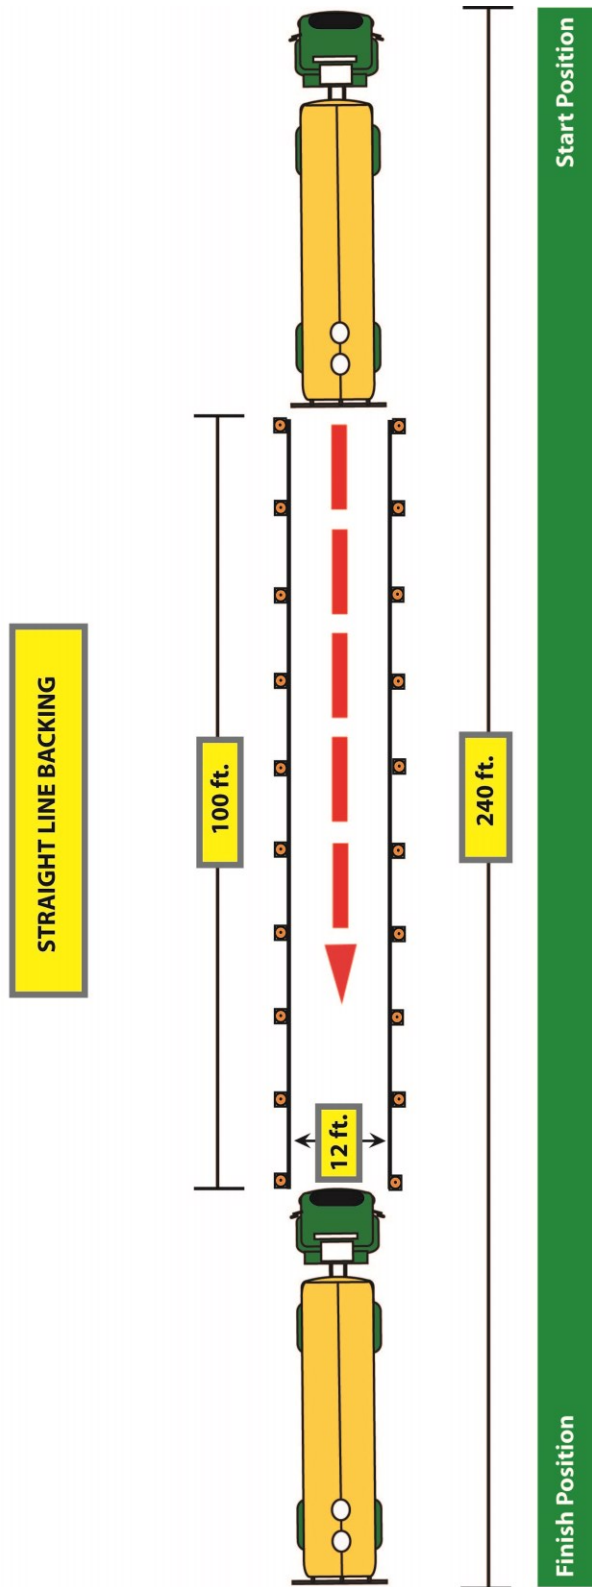 STRAIGHT LINE BACKING
100 ft.
12 ft.
240 ft.
Finish Position
Start Position